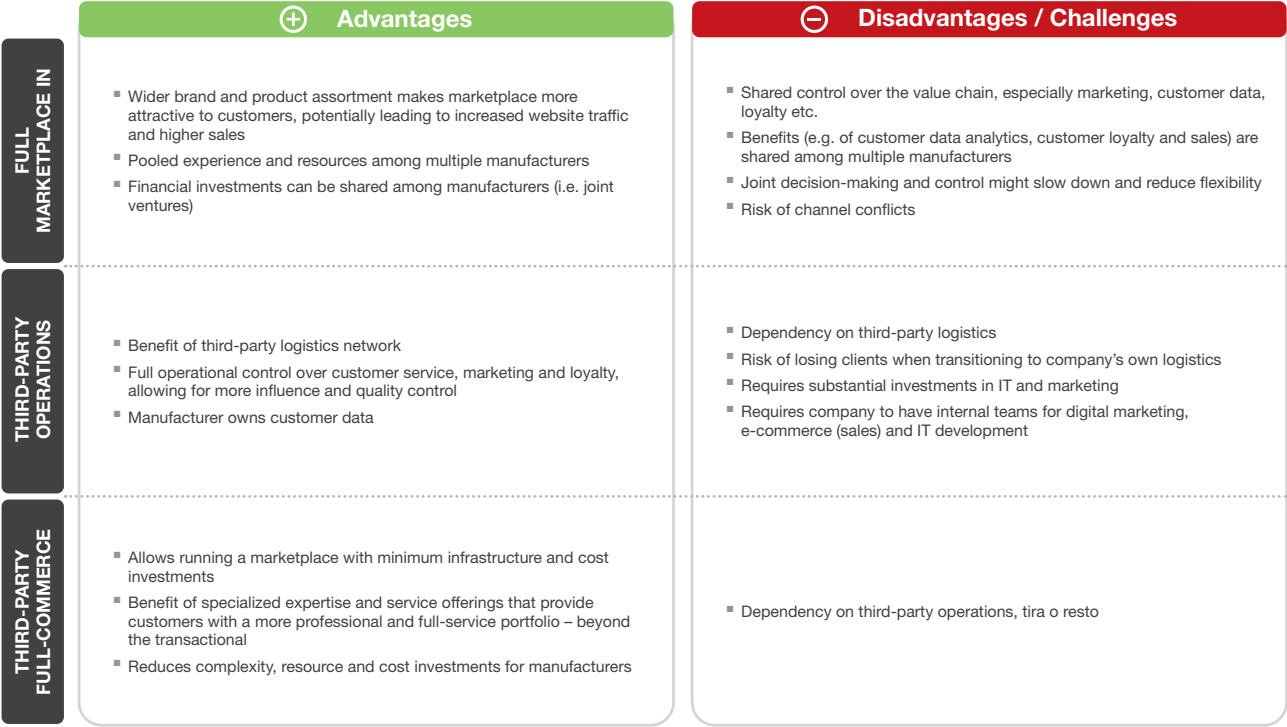 Advantages
Disadvantages / Challenges
FULL
MARKETPLACE IN
Wider brand and product assortment makes marketplace more
attractive to customers, potentially leading to increased website traffic
and higher sales
Pooled experience and resources among multiple manufacturers
Financial investments can be shared among manufacturers (i.e. joint
ventures)
Shared control over the value chain, especially marketing, customer data,
loyalty etc.
Benefits (e.g. of customer data analytics, customer loyalty and sales) are
shared among multiple manufacturers
Joint decision-making and control might slow down and reduce flexibility
Risk of channel conflicts
THIRD-PARTY
OPERATIONS
Benefit of third-party logistics network
Full operational control over customer service, marketing and loyalty,
allowing for more influence and quality control
Manufacturer owns customer data
Dependency on third-party logistics
Risk of losing clients when transitioning to company’s own logistics
Requires substantial investments in IT and marketing
Requires company to have internal teams for digital marketing,
e-commerce (sales) and IT development
THIRD-PARTY
FULL-COMMERCE
Allows running a marketplace with minimum infrastructure and cost
investments
Benefit of specialized expertise and service offerings that provide
customers with a more professional and full-service portfolio – beyond
the transactional
Reduces complexity, resource and cost investments for manufacturers
Dependency on third-party operations, tira o resto